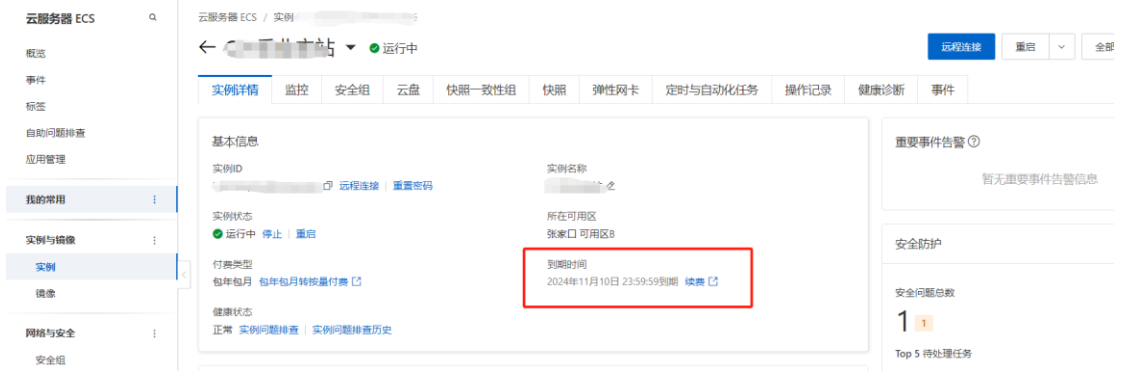 云服务器 ECS
云服务器 ECS / 实例
运行中
远程连接
重启
全部
概览
事件
标签
自助问题排查
应用管理
我的常用
实例与镜像
实例
镜像
网络与安全
安全组
实例详情 监控 安全组 云盘 快照一致性组 快照 弹性网卡 定时与自动化任务 操作记录 健康诊断 事件
基本信息
实例ID
远程连接 重置密码
实例名称
实例状态
运行中 停止 重启
所在可用区
张家口 可用区B
付费类型
包年包月 包年包月转按量付费
到期时间
2024年11月10日 23:59:59到期 续费
健康状态
正常 实例问题排查 实例问题排查历史
重要事件告警
暂无重要事件告警信息
安全防护
安全问题总数
1 1
Top 5 待处理任务